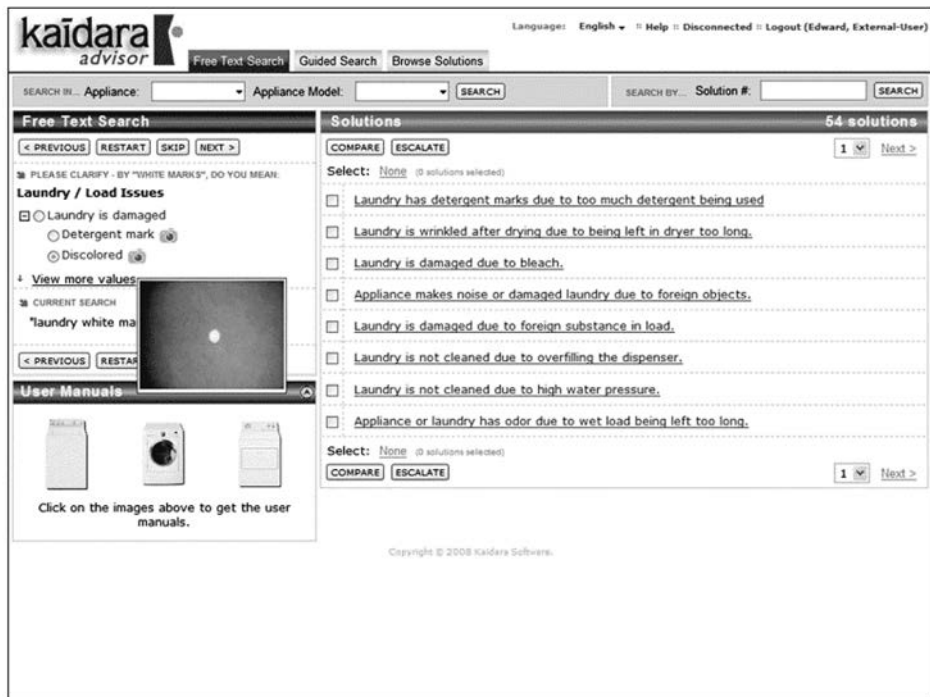 kaīdara
advisor
Language: English :: Help :: Disconnected :: Logout (Edward, External-User)
Free Text Search Guided Search Browse Solutions
SEARCH IN... Appliance: Appliance Model: SEARCH SEARCH BY... Solution #: SEARCH
Free Text Search
< PREVIOUS RESTART SKIP NEXT >
PLEASE CLARIFY - BY "WHITE MARKS", DO YOU MEAN:
Laundry / Load Issues
Laundry is damaged
Detergent mark
Discolored
View more values
CURRENT SEARCH
"laundry white ma
< PREVIOUS RESTAR
User Manuals
Click on the images above to get the user
manuals.
Solutions 54 solutions
COMPARE ESCALATE 1 Next >
Select: None (0 solutions selected)
Laundry has detergent marks due to too much detergent being used
Laundry is wrinkled after drying due to being left in dryer too long.
Laundry is damaged due to bleach.
Appliance makes noise or damaged laundry due to foreign objects.
Laundry is damaged due to foreign substance in load.
Laundry is not cleaned due to overfilling the dispenser.
Laundry is not cleaned due to high water pressure.
Appliance or laundry has odor due to wet load being left too long.
Select: None (0 solutions selected)
COMPARE ESCALATE 1 Next >
Copyright © 2008 Kaidara Software.